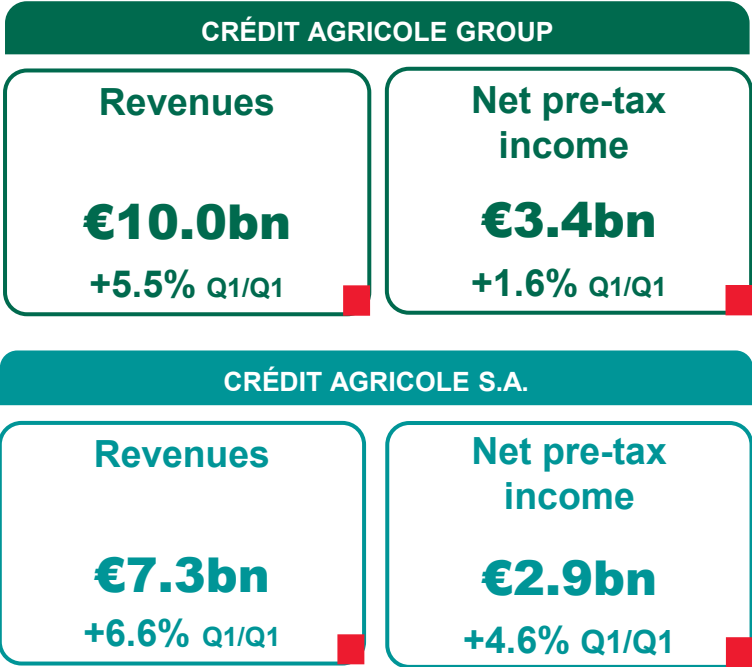 CRÉDIT AGRICOLE GROUP
Revenues
€10.0bn
+5.5% Q1/Q1
Net pre-tax
income
€3.4bn
+1.6% Q1/Q1
CRÉDIT AGRICOLE S.A.
Revenues
€7.3bn
+6.6% Q1/Q1
Net pre-tax
income
€2.9bn
+4.6% Q1/Q1